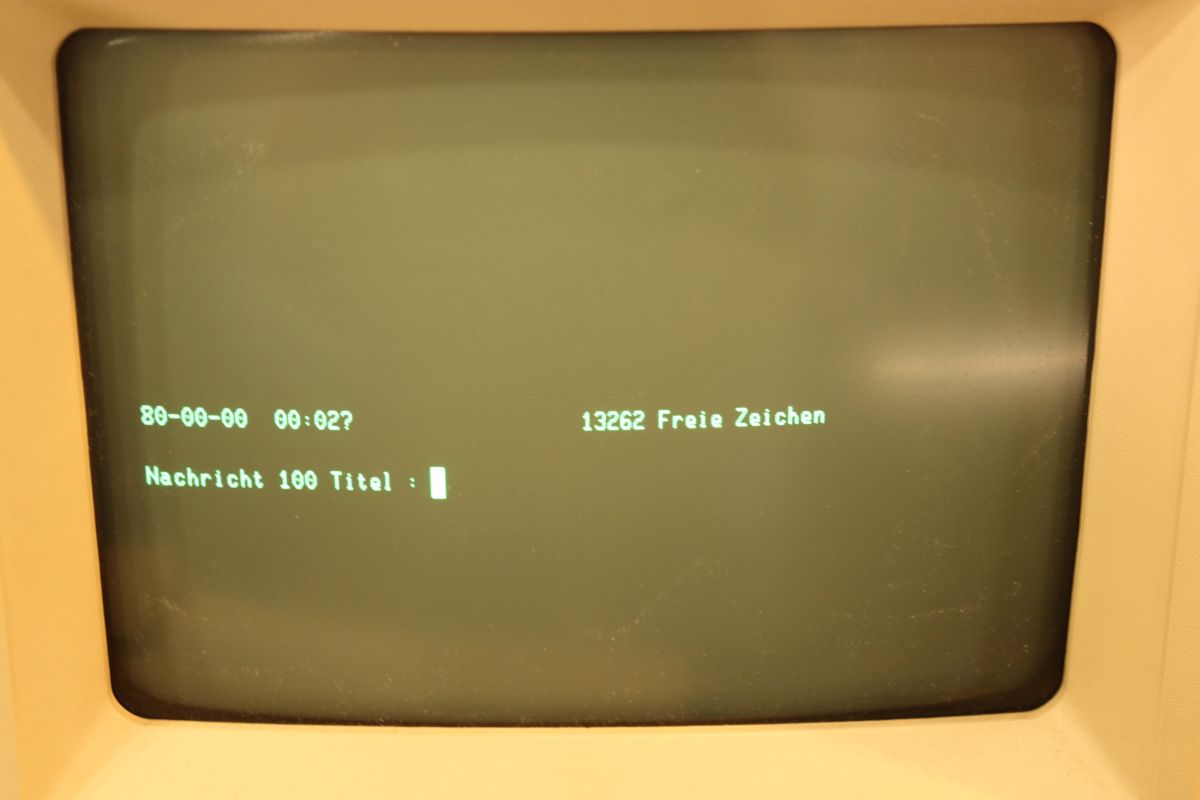 80-00-00 00:02? 13262 Freie Zeichen
Nachricht 100 Titel :